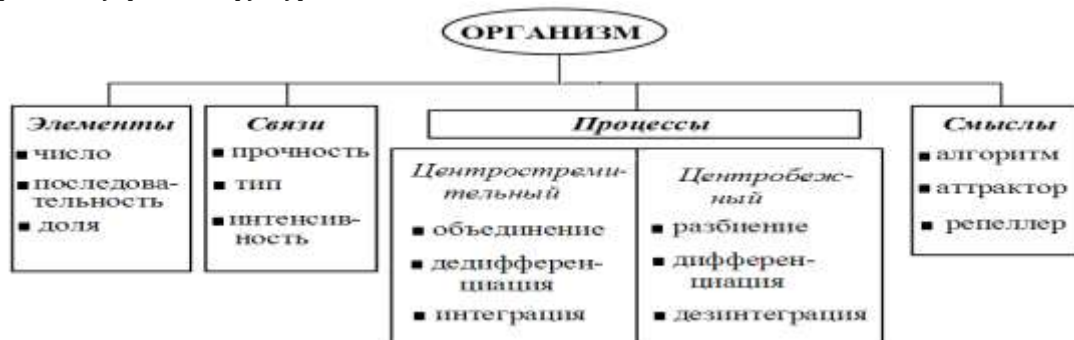 ОРГАНИЗМ
Элементы
■ число
■ последова-
тельность
■ доля
Связи
■ прочность
■ тип
■ интенсив-
ность
Процессы
Центростреми-
тельный
■ объединение
■ дедифферен-
циация
■ интеграция
Центробеж-
ный
■ разбиение
■ дифферен-
циация
■ дезинтеграция
Смыслы
■ алгоритм
■ аттрактор
■ репеллер